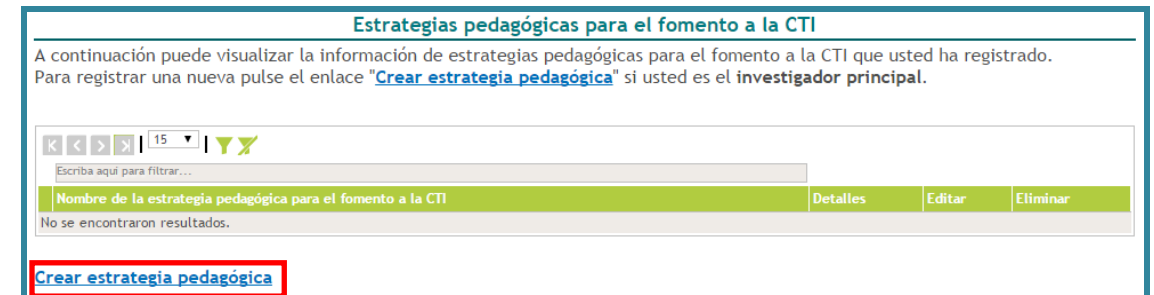 Estrategias pedagógicas para el fomento a la CTI
A continuación puede visualizar la información de estrategias pedagógicas para el fomento a la CTI que usted ha registrado.
Para registrar una nueva pulse el enlace "Crear estrategia pedagógica" si usted es el investigador principal.
15
Escriba aquí para filtrar...
Nombre de la estrategia pedagógica para el fomento a la CTI Detalles Editar Eliminar
No se encontraron resultados.
Crear estrategia pedagógica